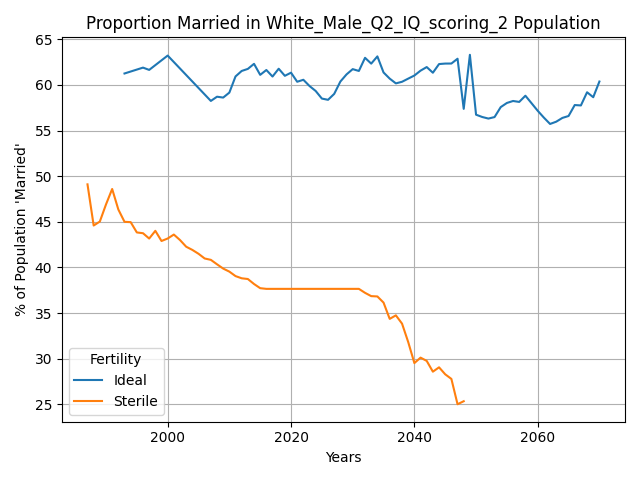 Proportion Married in White_Male_Q2_IQ_scoring_2 Population
% of Population 'Married'
65
60
55
50
45
40
35
30
25
Fertility
Ideal
Sterile
2000 2020 2040 2060
Years